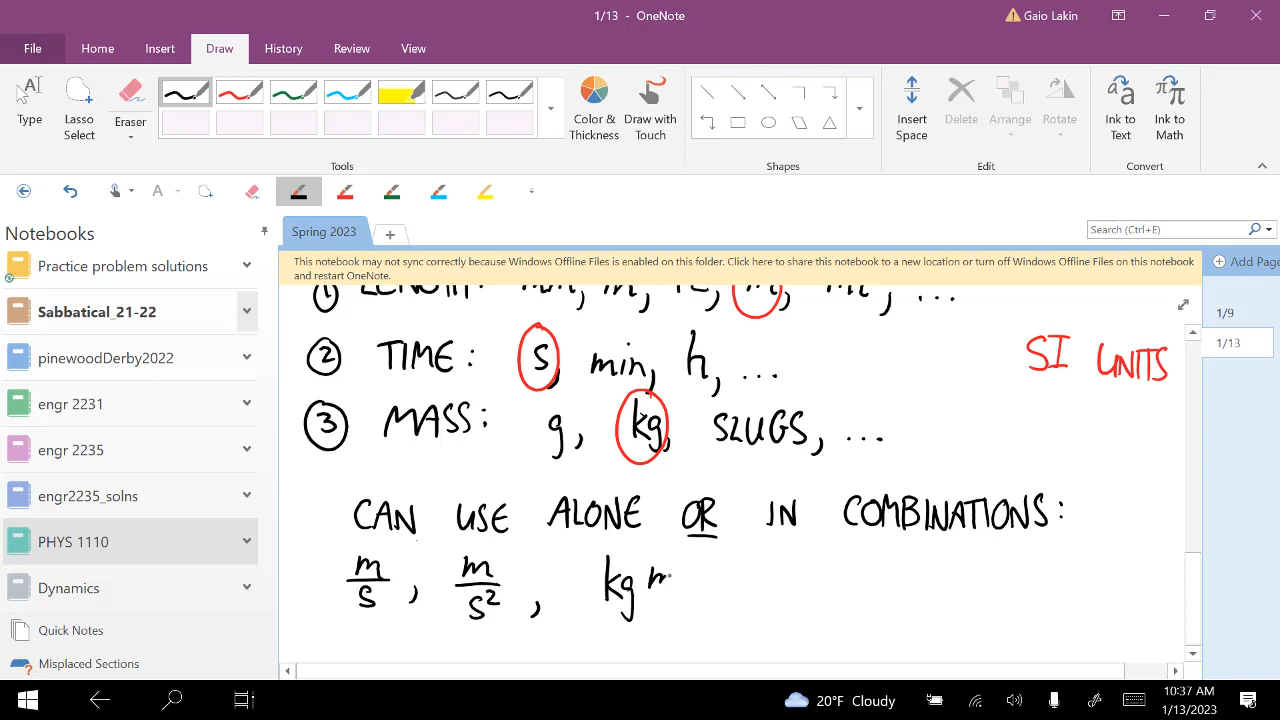 1/13 - OneNote
Gaio Lakin
File Home Insert Draw History Review View
Type
Lasso Select
Eraser
Color & Thickness
Draw with Touch
Insert Space
Delete
Arrange
Rotate
Ink to Text
Ink to Math
Tools
Shapes
Edit
Convert
Notebooks
Practice problem solutions
Sabbatical_21-22
pinewoodDerby2022
engr 2231
engr 2235
engr2235_solns
PHYS 1110
Dynamics
Quick Notes
Misplaced Sections
Spring 2023
Search (Ctrl+E)
This notebook may not sync correctly because Windows Offline Files is enabled on this folder. Click here to share this notebook to a new location or turn off Windows Offline Files on this notebook
and restart OneNote.
Add Page
1/9
1/13
① LENGTH: m, ...
② TIME: s, min, h, ...
SI UNITS
③ MASS: g, kg, SLUGS, ...
CAN USE ALONE OR IN COMBINATIONS:
m/s, m/s², kg m
20°F Cloudy
10:37 AM
1/13/2023